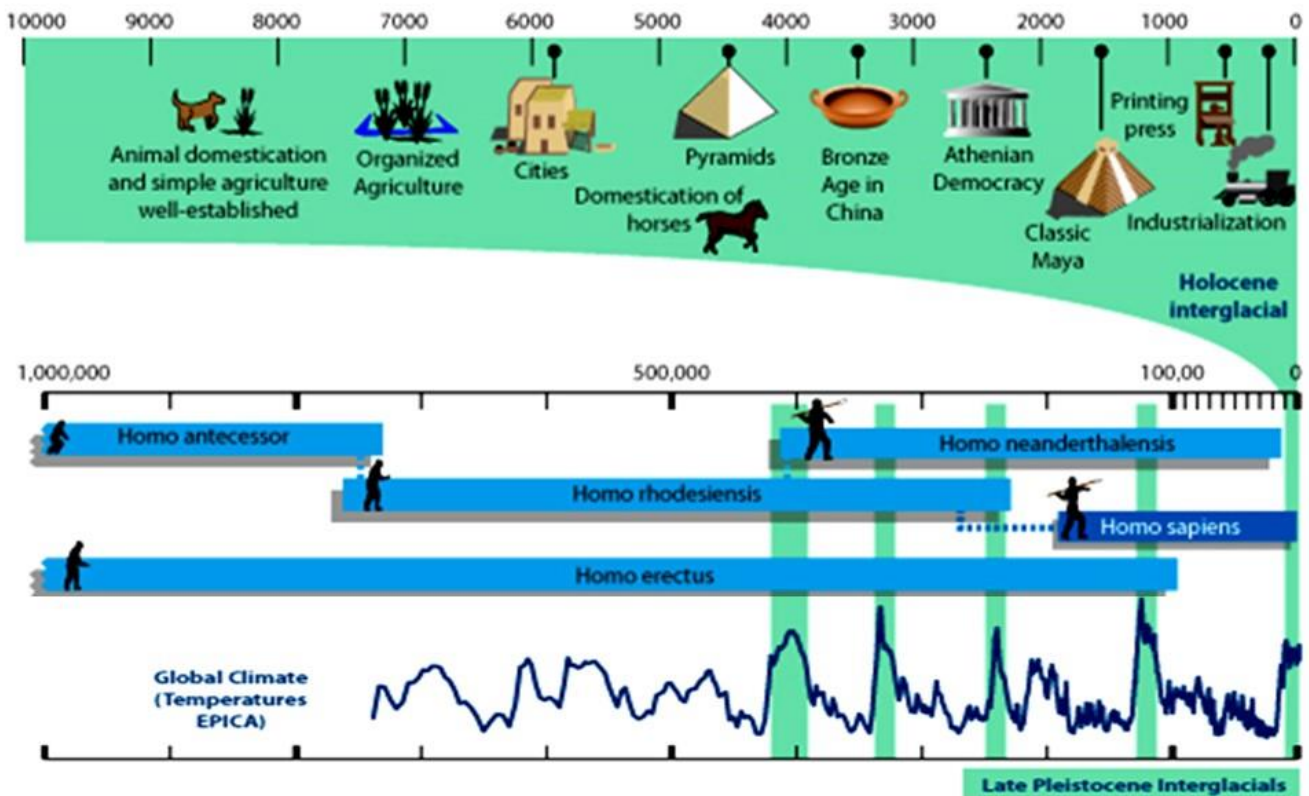 10000 9000 8000 7000 6000 5000 4000 3000 2000 1000 0
Animal domestication
and simple agriculture
well-established
Organized
Agriculture
Cities
Pyramids
Domestication of
horses
Bronze
Age in
China
Athenian
Democracy
Classic
Maya
Printing
press
Industrialization
Holocene
interglacial
1,000,000 500,000 100,00 0
Homo antecessor
Homo neanderthalensis
Homo rhodesiensis
Homo sapiens
Homo erectus
Global Climate
(Temperatures
EPICA)
Late Pleistocene Interglacials